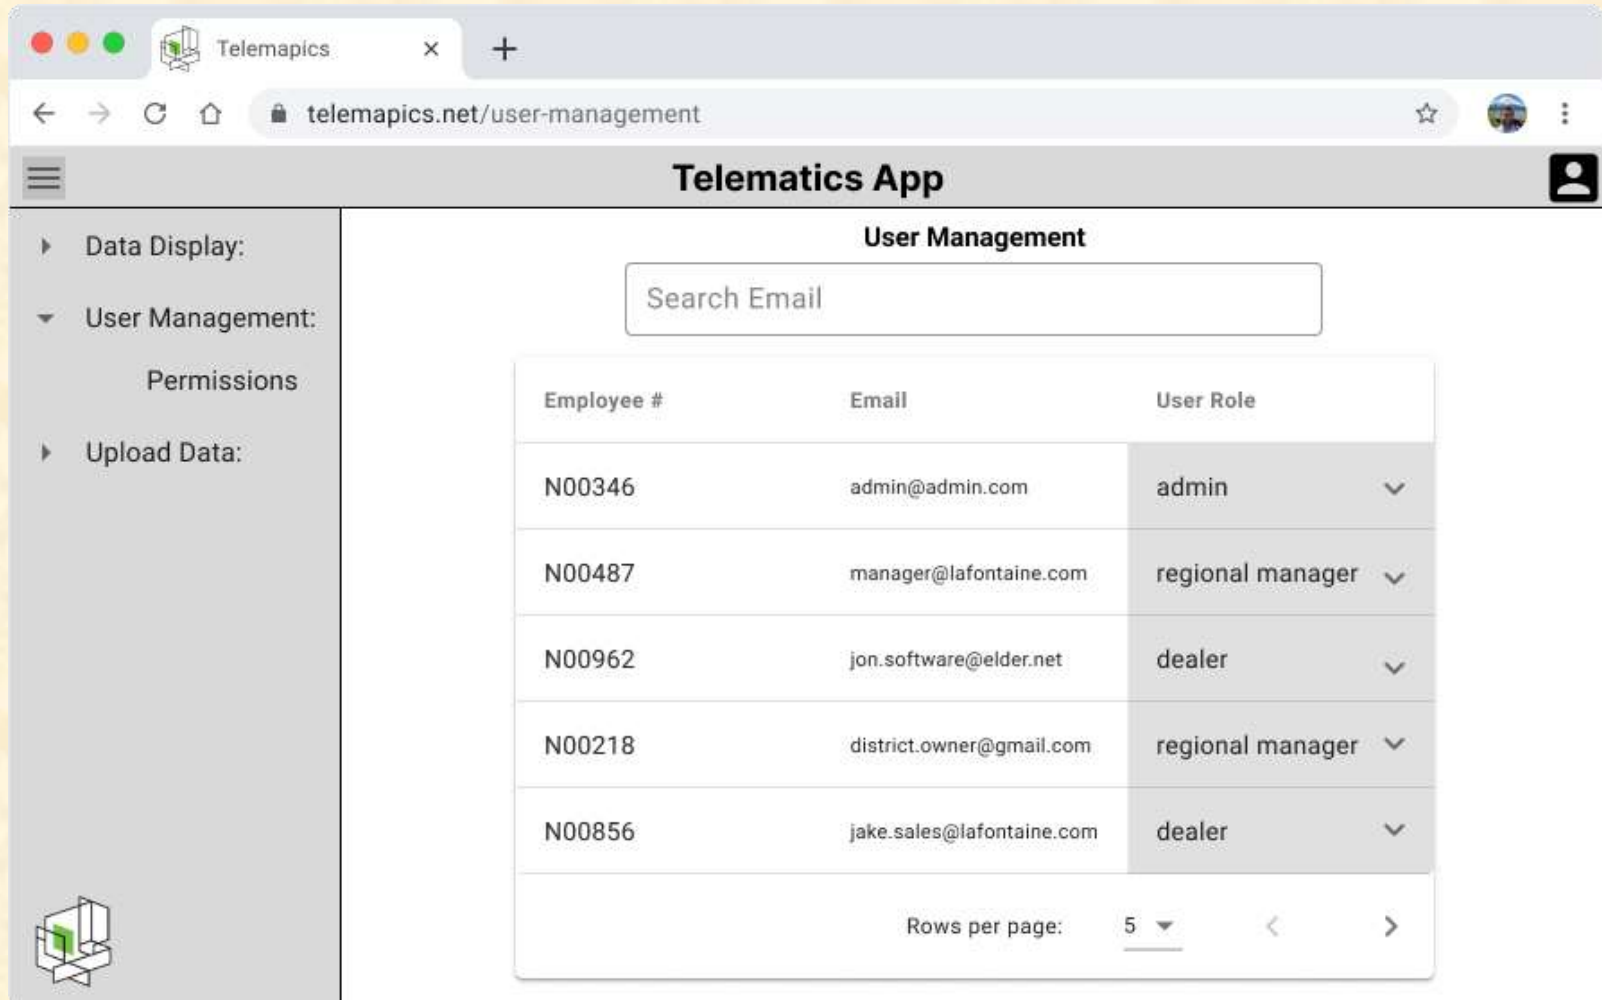 Telemapics
telemapics.net/user-management
Telematics App
Data Display:
User Management:
Permissions
Upload Data:
User Management
Search Email
Employee # Email User Role
N00346 admin@admin.com admin
N00487 manager@lafontaine.com regional manager
N00962 jon.software@elder.net dealer
N00218 district.owner@gmail.com regional manager
N00856 jake.sales@lafontaine.com dealer
Rows per page: 5